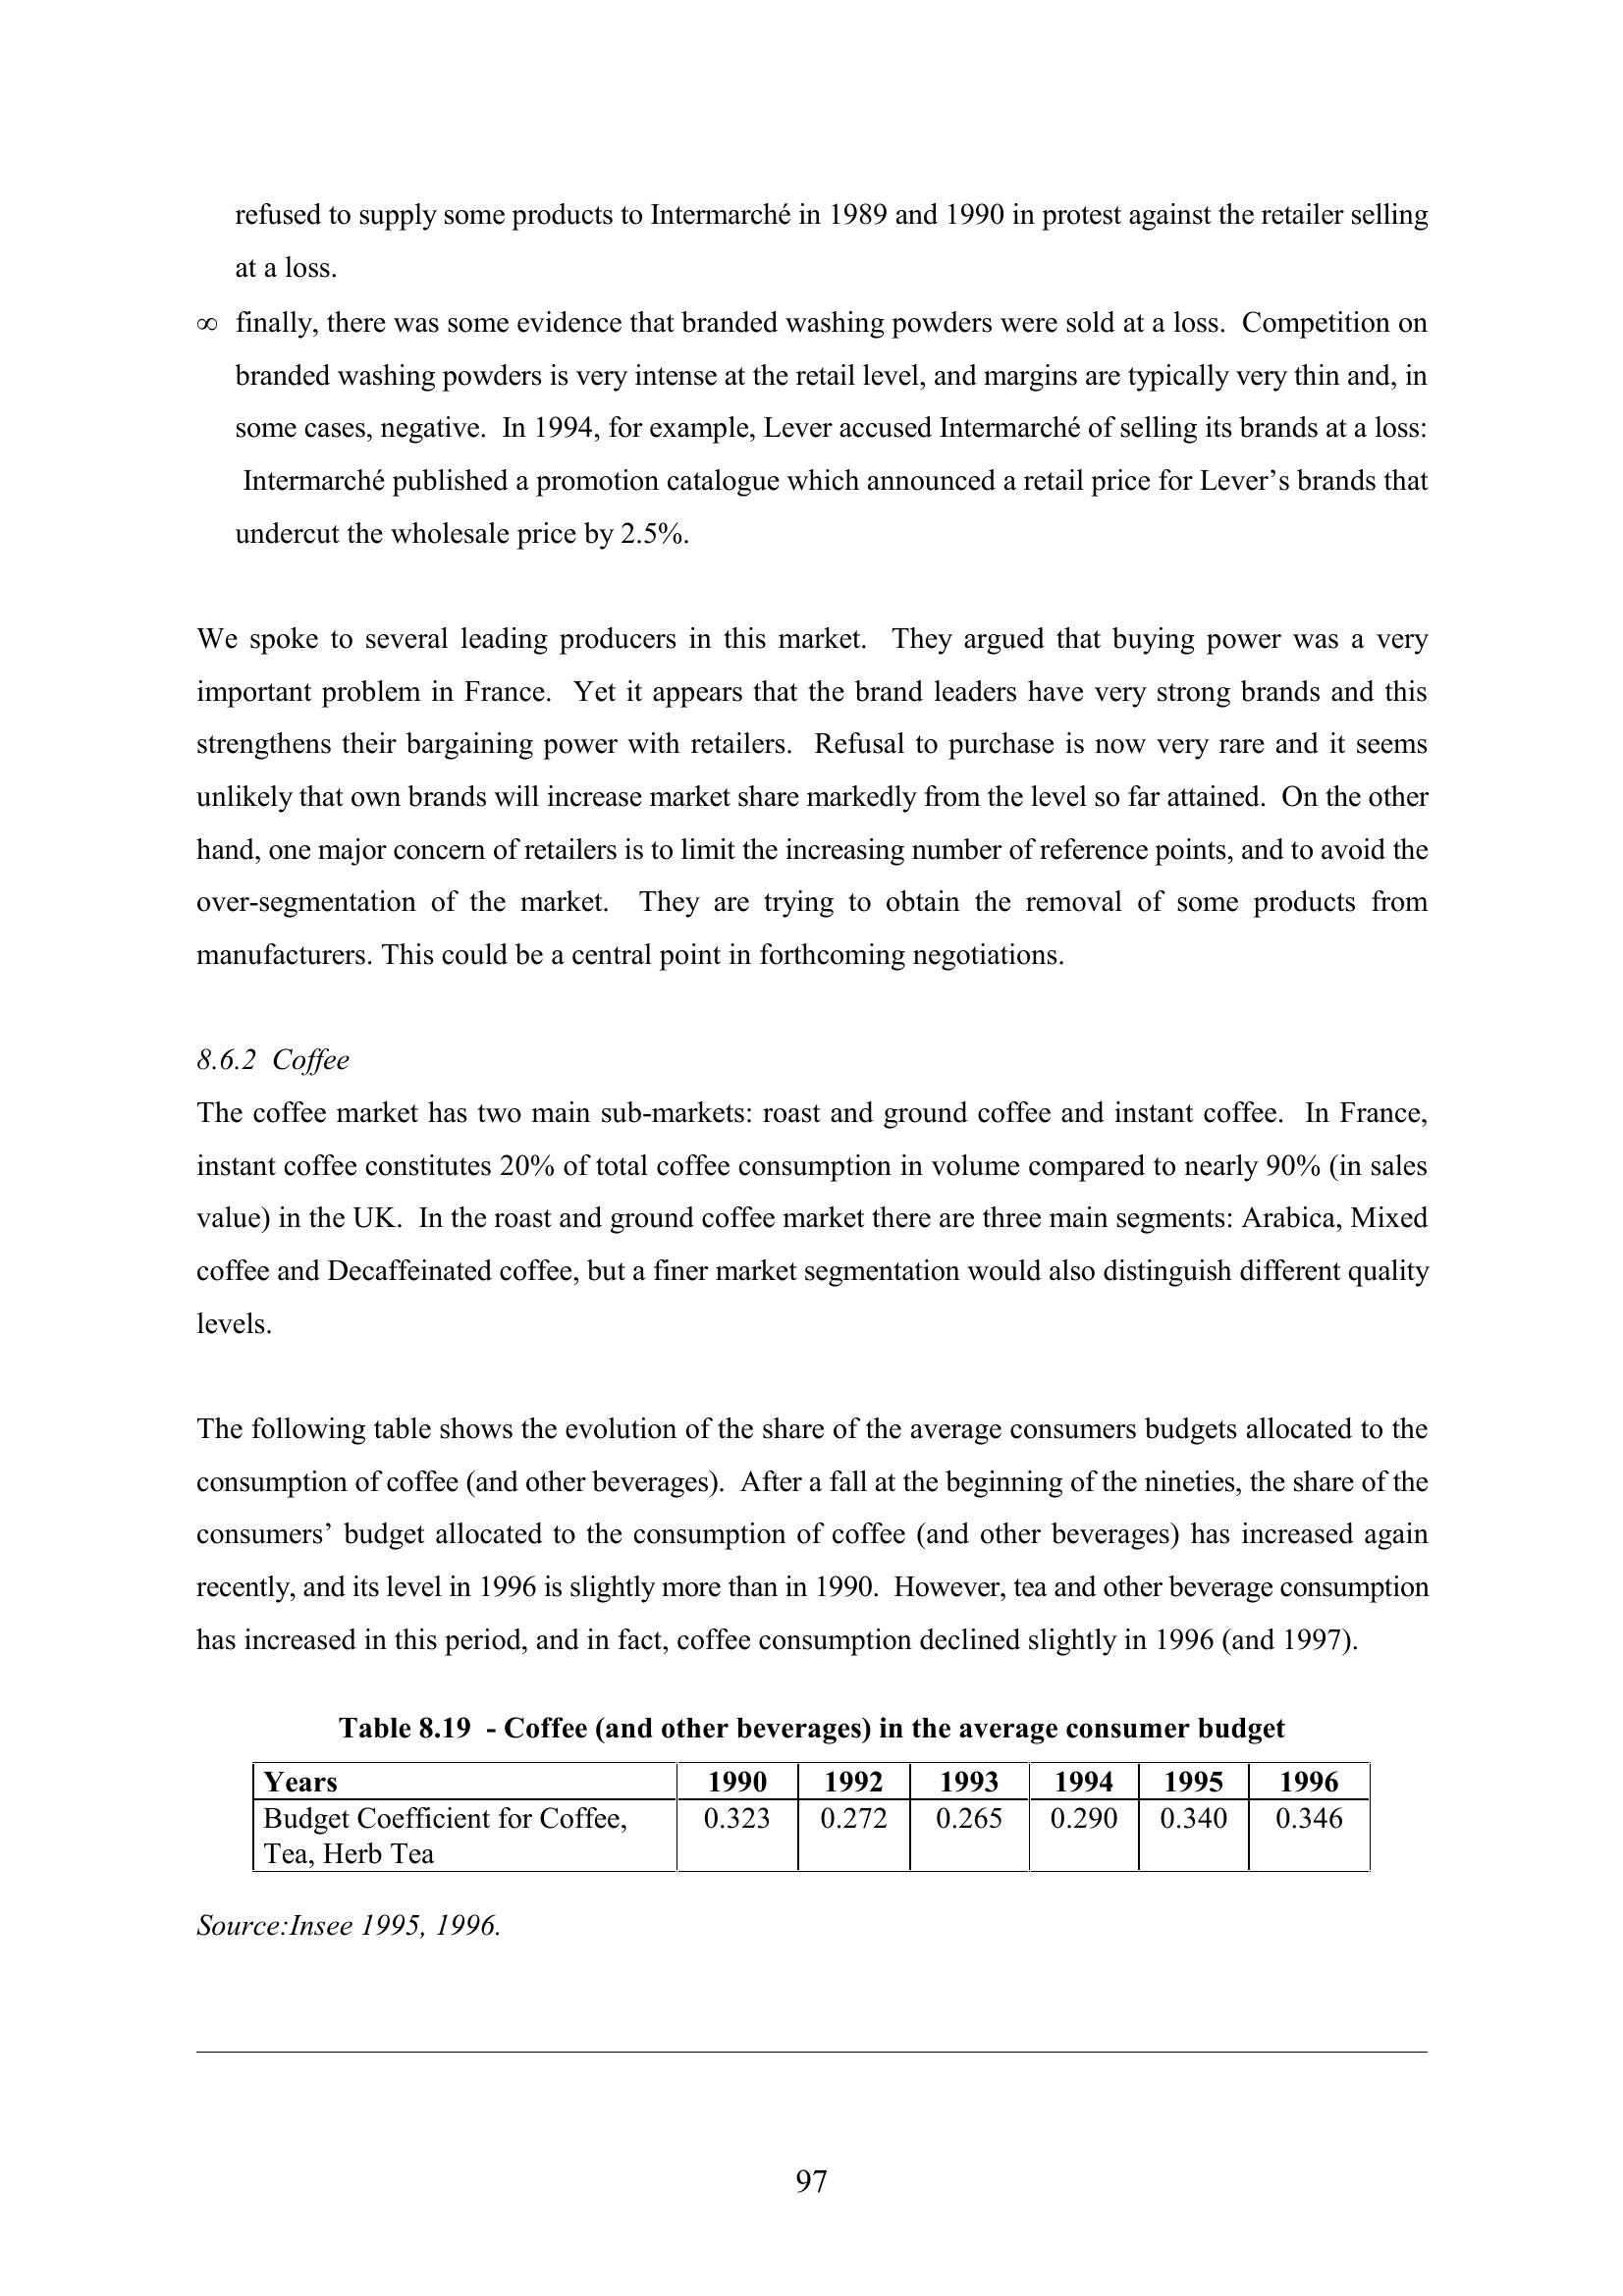 refused to supply some products to Intermarché in 1989 and 1990 in protest against the retailer selling
at a loss.
∞ finally, there was some evidence that branded washing powders were sold at a loss. Competition on
branded washing powders is very intense at the retail level, and margins are typically very thin and, in
some cases, negative. In 1994, for example, Lever accused Intermarché of selling its brands at a loss:
Intermarché published a promotion catalogue which announced a retail price for Lever’s brands that
undercut the wholesale price by 2.5%.
We spoke to several leading producers in this market. They argued that buying power was a very
important problem in France. Yet it appears that the brand leaders have very strong brands and this
strengthens their bargaining power with retailers. Refusal to purchase is now very rare and it seems
unlikely that own brands will increase market share markedly from the level so far attained. On the other
hand, one major concern of retailers is to limit the increasing number of reference points, and to avoid the
over-segmentation of the market. They are trying to obtain the removal of some products from
manufacturers. This could be a central point in forthcoming negotiations.
8.6.2 Coffee
The coffee market has two main sub-markets: roast and ground coffee and instant coffee. In France,
instant coffee constitutes 20% of total coffee consumption in volume compared to nearly 90% (in sales
value) in the UK. In the roast and ground coffee market there are three main segments: Arabica, Mixed
coffee and Decaffeinated coffee, but a finer market segmentation would also distinguish different quality
levels.
The following table shows the evolution of the share of the average consumers budgets allocated to the
consumption of coffee (and other beverages). After a fall at the beginning of the nineties, the share of the
consumers’ budget allocated to the consumption of coffee (and other beverages) has increased again
recently, and its level in 1996 is slightly more than in 1990. However, tea and other beverage consumption
has increased in this period, and in fact, coffee consumption declined slightly in 1996 (and 1997).
Table 8.19 - Coffee (and other beverages) in the average consumer budget
Years 1990 1992 1993 1994 1995 1996
Budget Coefficient for Coffee, 0.323 0.272 0.265 0.290 0.340 0.346
Tea, Herb Tea
Source:Insee 1995, 1996.
97